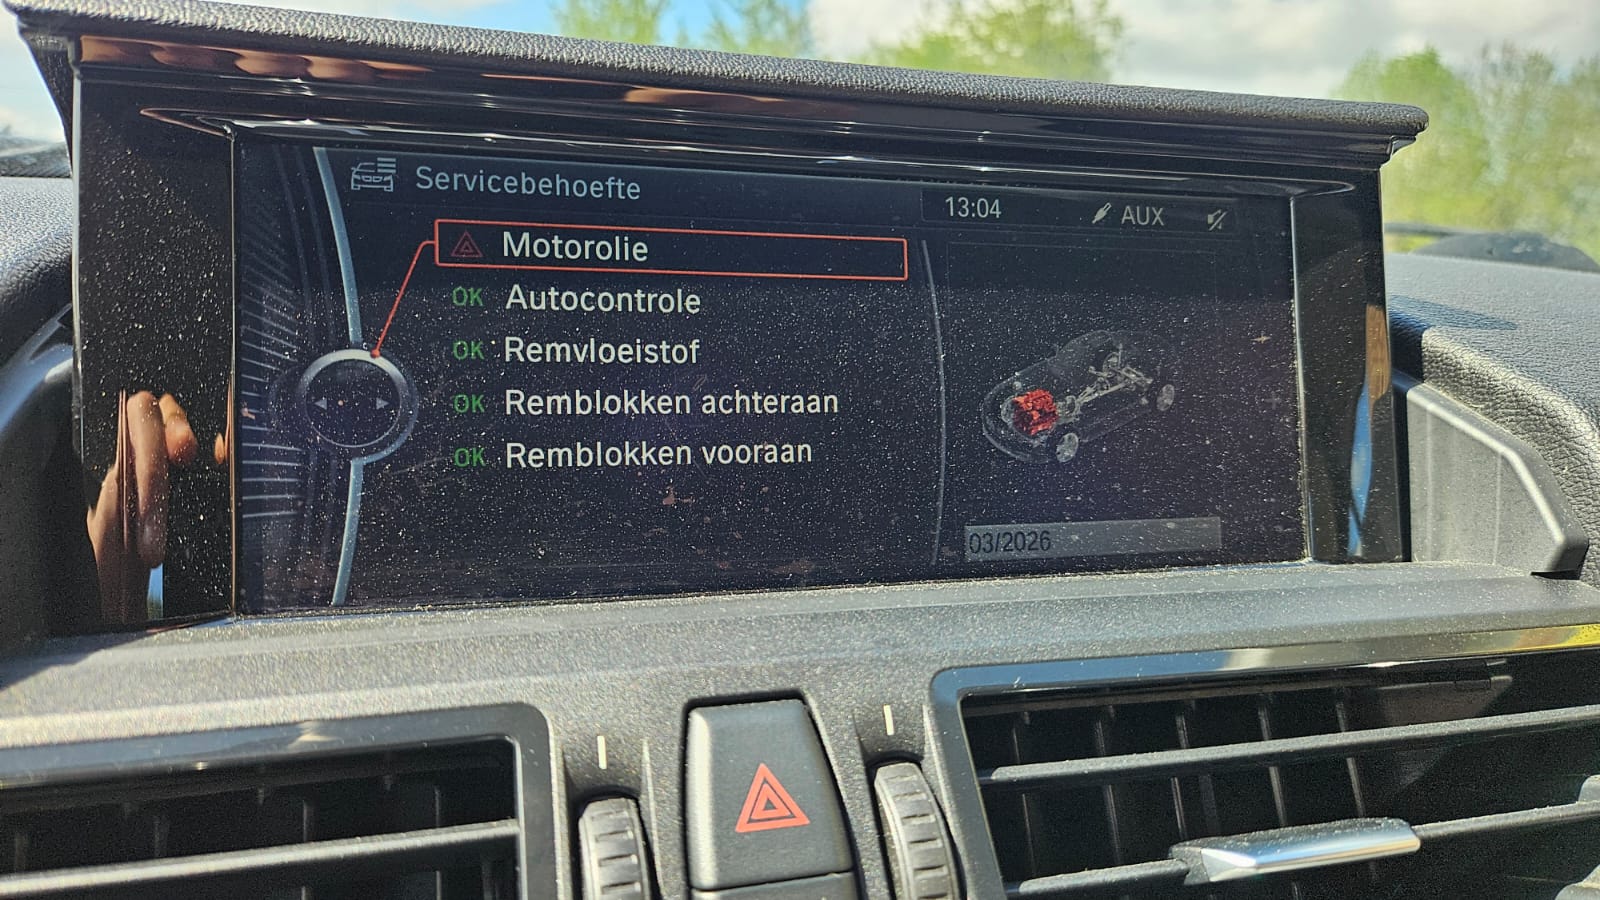 Servicebehoefte
13:04 AUX
Motorolie
OK Autocontrole
OK Remvloeistof
OK Remblokken achteraan
OK Remblokken vooraan
03/2026